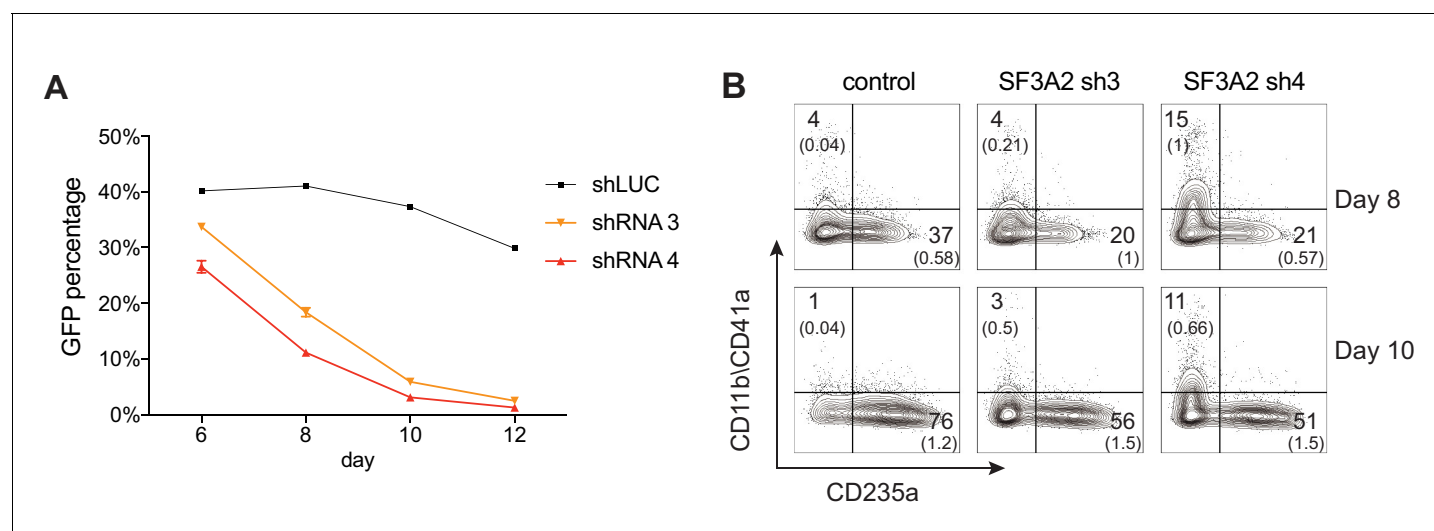 A
50%
40%
30%
20%
10%
0%
GFP percentage
6 8 10 12
day
shLUC
shRNA 3
shRNA 4
B
control SF3A2 sh3 SF3A2 sh4
4 4 15
(0.04) (0.21) (1)
37 20 21
(0.58) (1) (0.57)
Day 8
1 3 11
(0.04) (0.5) (0.66)
76 56 51
(1.2) (1.5) (1.5)
Day 10
CD11b\CD41a
CD235a